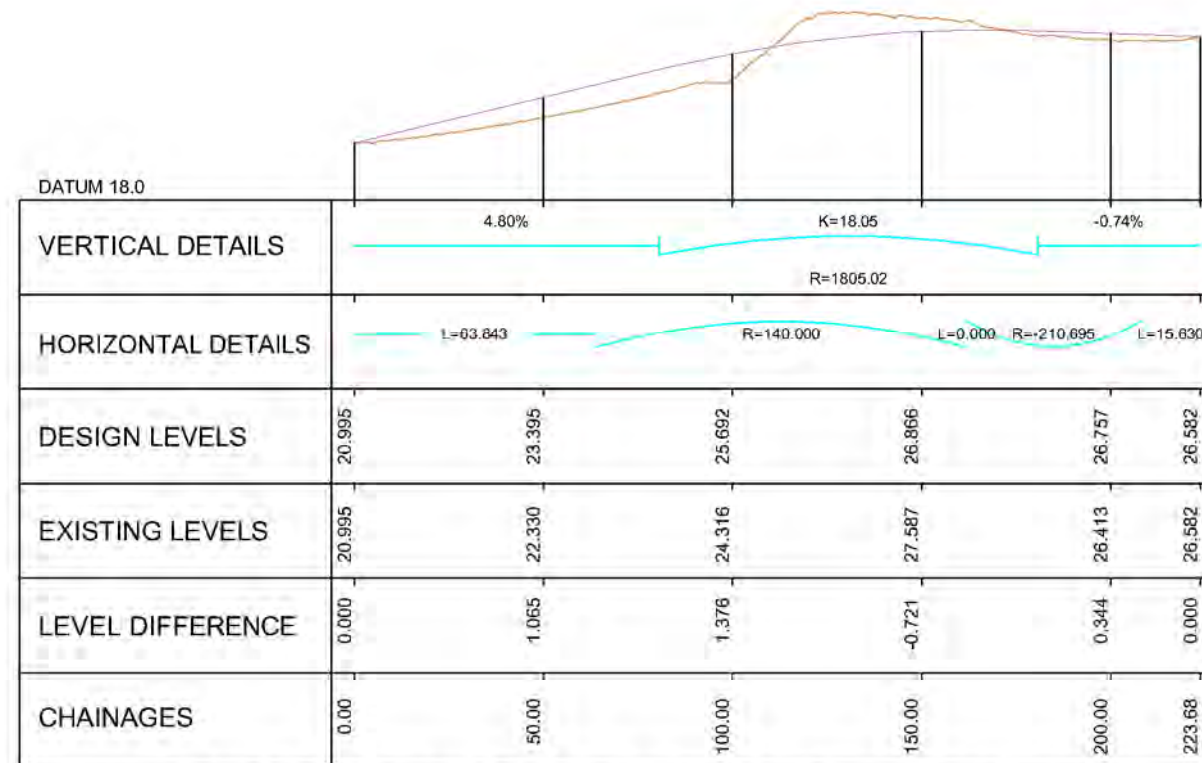 DATUM 18.0
VERTICAL DETAILS
4.80%
K=18.05
-0.74%
R=1805.02
HORIZONTAL DETAILS
L=63.843
R=140.000
L=0.000
R=-210.695
L=15.630
DESIGN LEVELS
20.995
23.395
25.692
26.866
26.757
26.582
EXISTING LEVELS
20.995
22.330
24.316
27.587
26.413
26.582
LEVEL DIFFERENCE
0.000
1.065
1.376
-0.721
0.344
0.000
CHAINAGES
0.00
50.00
100.00
150.00
200.00
223.68